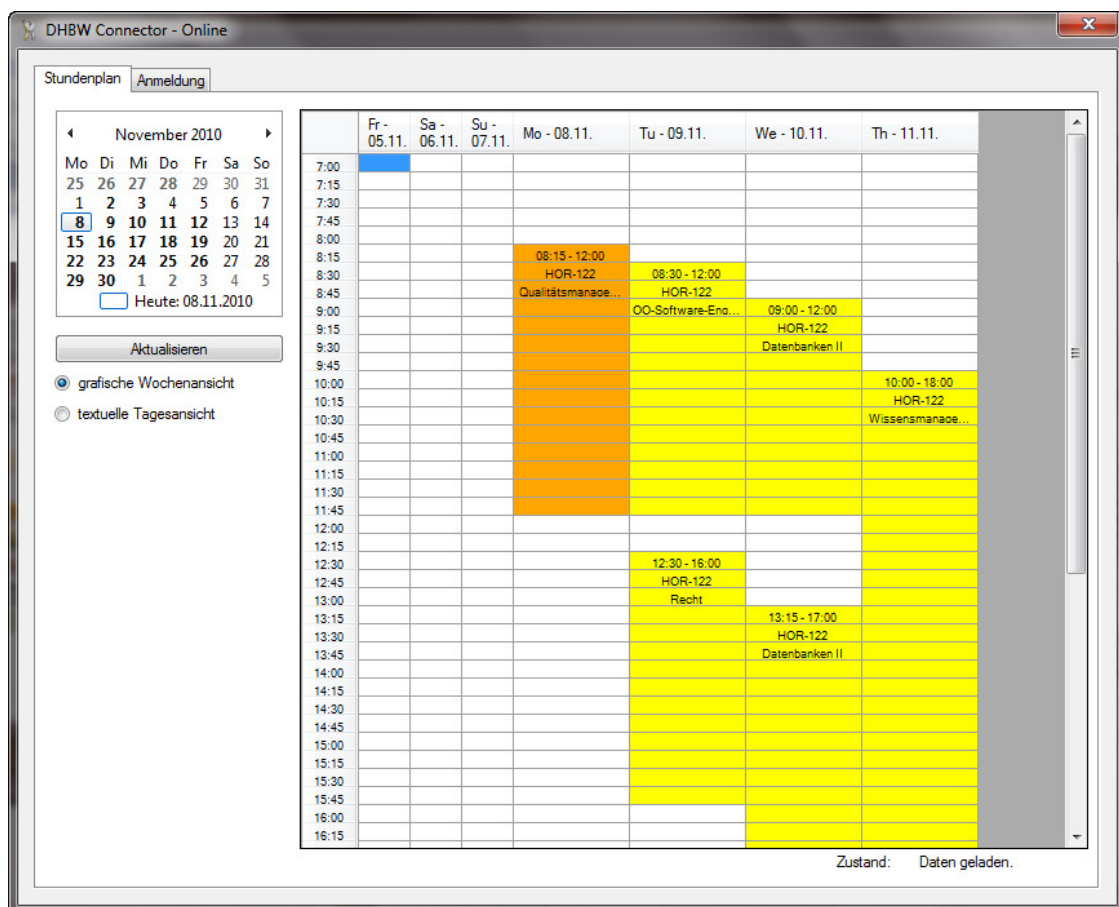 DHBW Connector - Online
Stundenplan Anmeldung
November 2010
Mo Di Mi Do Fr Sa So
25 26 27 28 29 30 31
1 2 3 4 5 6 7
8 9 10 11 12 13 14
15 16 17 18 19 20 21
22 23 24 25 26 27 28
29 30 1 2 3 4 5
Heute: 08.11.2010
Aktualisieren
grafische Wochenansicht
textuelle Tagesansicht
Fr - 05.11. Sa - 06.11. Su - 07.11. Mo - 08.11. Tu - 09.11. We - 10.11. Th - 11.11.
7:00
7:15
7:30
7:45
8:00
8:15 08:15 - 12:00
8:30 HOR-122 08:30 - 12:00
8:45 Qualitätsmanage... HOR-122
9:00 OO-Software-Eng... 09:00 - 12:00
9:15 HOR-122
9:30 Datenbanken II
9:45
10:00 10:00 - 18:00
10:15 HOR-122
10:30 Wissensmanage...
10:45
11:00
11:15
11:30
11:45
12:00
12:15
12:30 12:30 - 16:00
12:45 HOR-122
13:00 Recht
13:15 13:15 - 17:00
13:30 HOR-122
13:45 Datenbanken II
14:00
14:15
14:30
14:45
15:00
15:15
15:30
15:45
16:00
16:15
Zustand: Daten geladen.